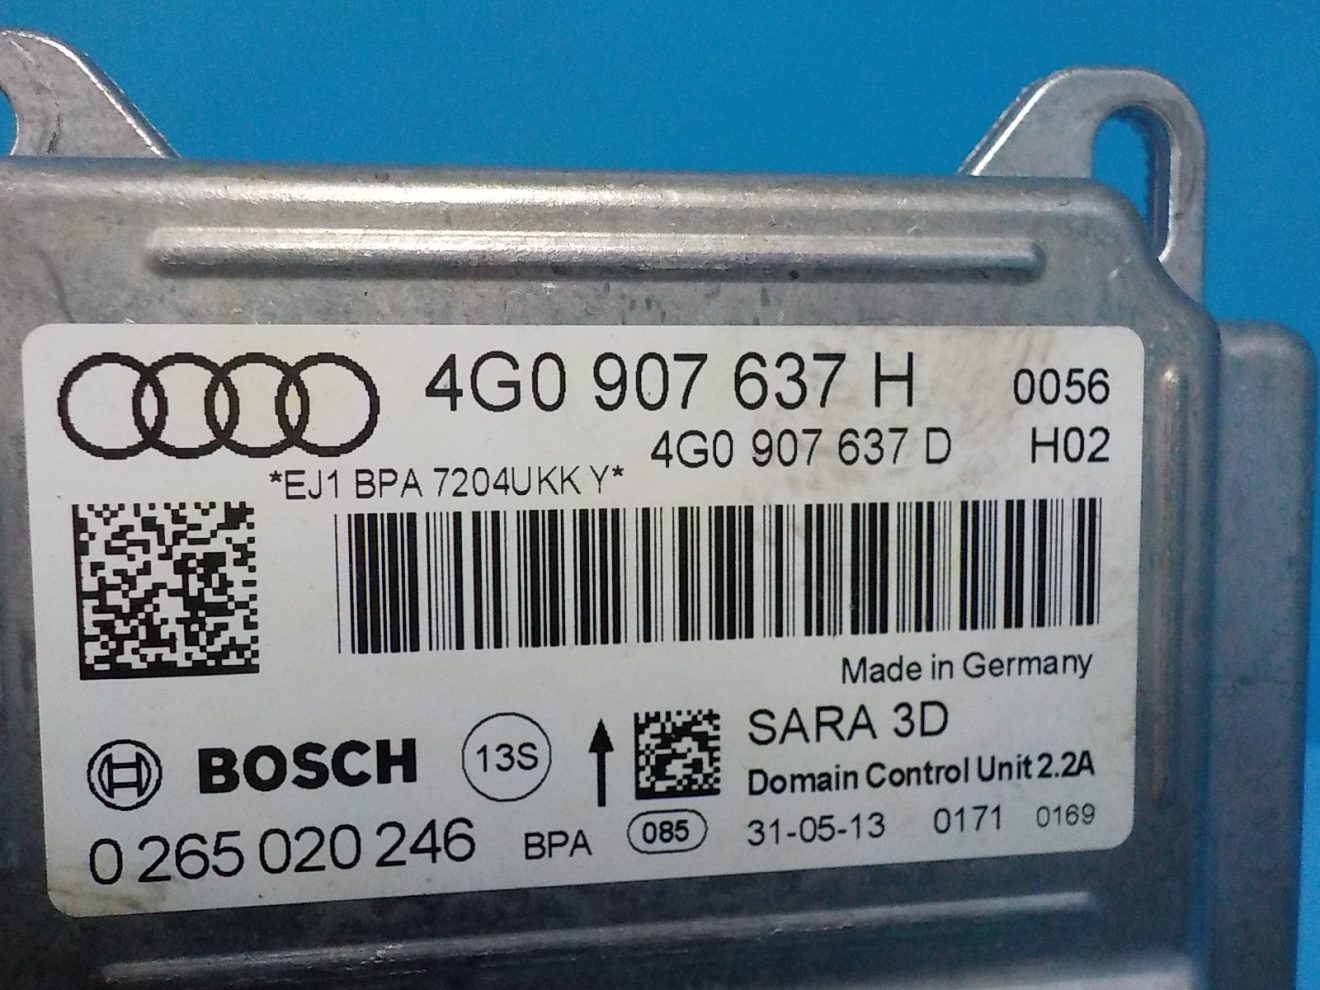 4G0 907 637 H 0056
4G0 907 637 D H02
*EJ1 BPA 7204UKK Y*
Made in Germany
BOSCH 13S SARA 3D
Domain Control Unit 2.2A
0 265 020 246 BPA 085 31-05-13 0171 0169